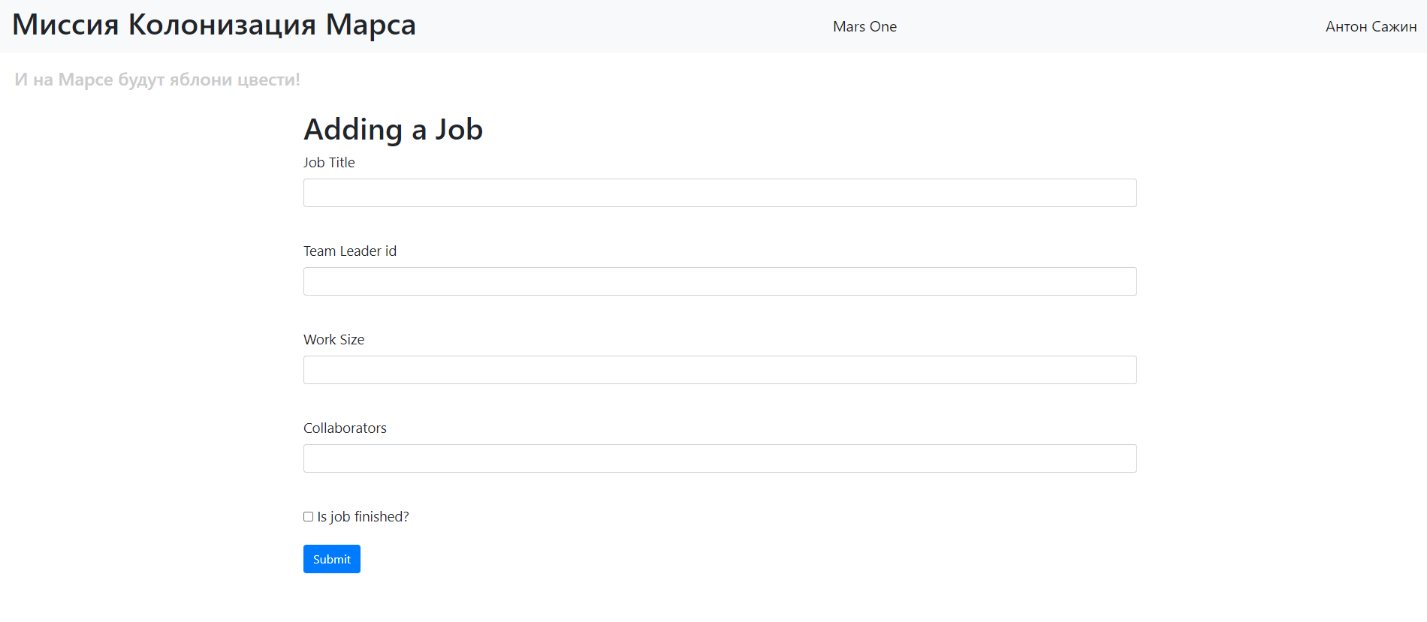 Миссия Колонизация Марса Mars One Антон Сажин
И на Марсе будут яблони цвести!
Adding a Job
Job Title
Team Leader id
Work Size
Collaborators
Is job finished?
Submit